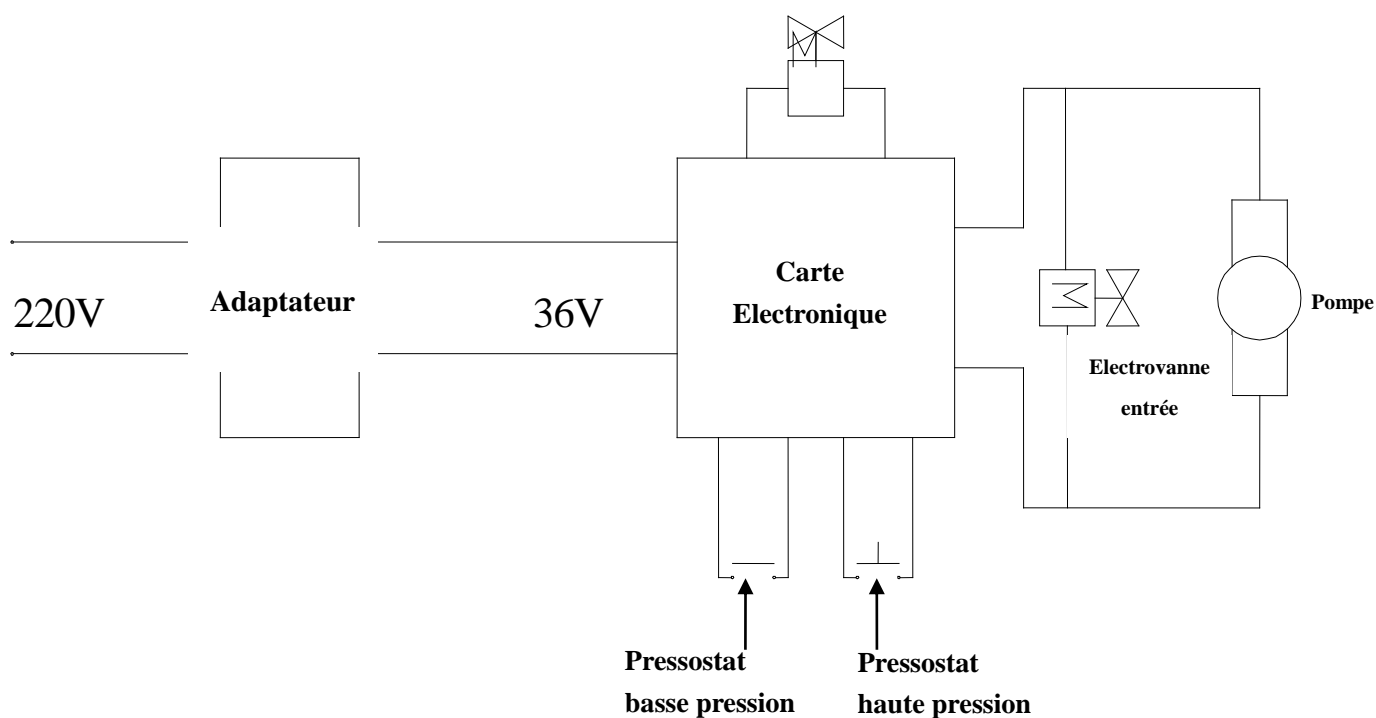 220V
Adaptateur
36V
Carte
Electronique
Electrovanne
entrée
Pompe
Pressostat
basse pression
Pressostat
haute pression